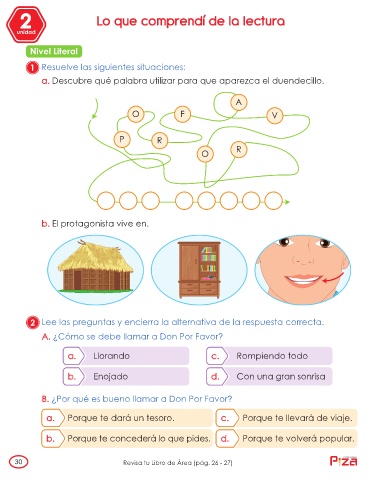 2
unidad
Lo que comprendí de la lectura
Nivel Literal
1 Resuelve las siguientes situaciones:
a. Descubre qué palabra utilizar para que aparezca el duendecillo.
A
O F V
P R
O R
b. El protagonista vive en.
2 Lee las preguntas y encierra la alternativa de la respuesta correcta.
A. ¿Cómo se debe llamar a Don Por Favor?
a. Llorando c. Rompiendo todo
b. Enojado d. Con una gran sonrisa
B. ¿Por qué es bueno llamar a Don Por Favor?
a. Porque te dará un tesoro. c. Porque te llevará de viaje.
b. Porque te concederá lo que pides. d. Porque te volverá popular.
30 Revisa tu Libro de Área (pág. 26 - 27)